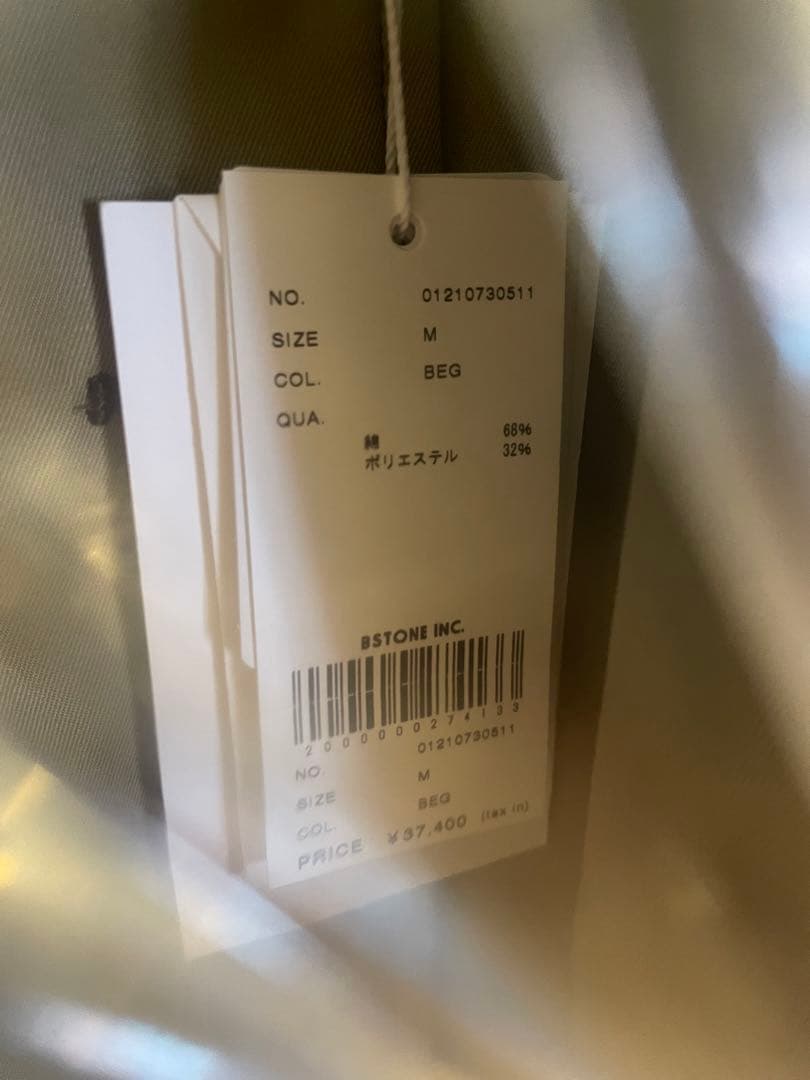 NO. 01210730511
SIZE M
COL. BEG
QUA.
綿 68%
ポリエステル 32%
BSTONE INC.
2000000274133
NO. 01210730511
SIZE M
COL. BEG
PRICE ¥37,400 (tax in)